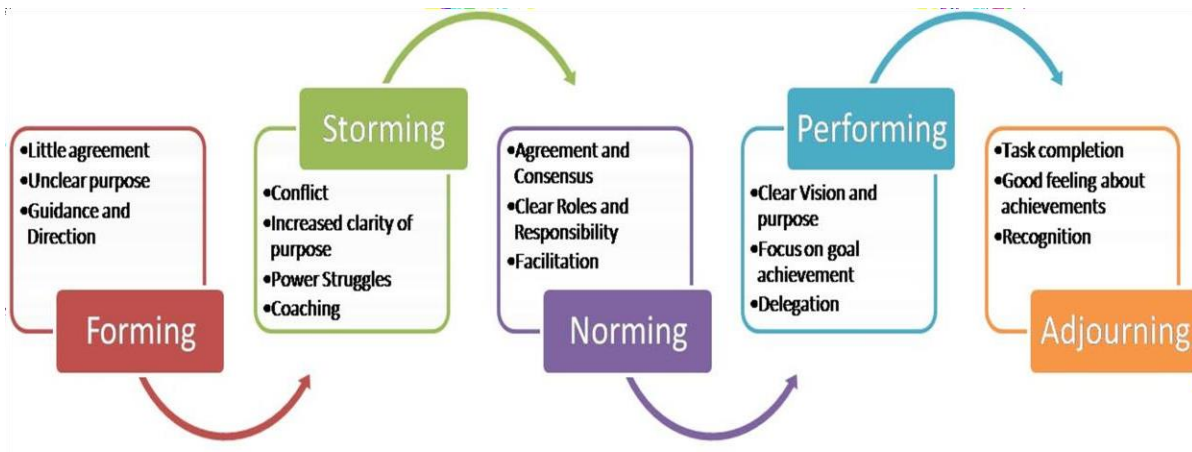 Forming
•Little agreement
•Unclear purpose
•Guidance and
Direction
Storming
•Conflict
•Increased clarity of
purpose
•Power Struggles
•Coaching
Norming
•Agreement and
Consensus
•Clear Roles and
Responsibility
•Facilitation
Performing
•Clear Vision and
purpose
•Focus on goal
achievement
•Delegation
Adjourning
•Task completion
•Good feeling about
achievements
•Recognition